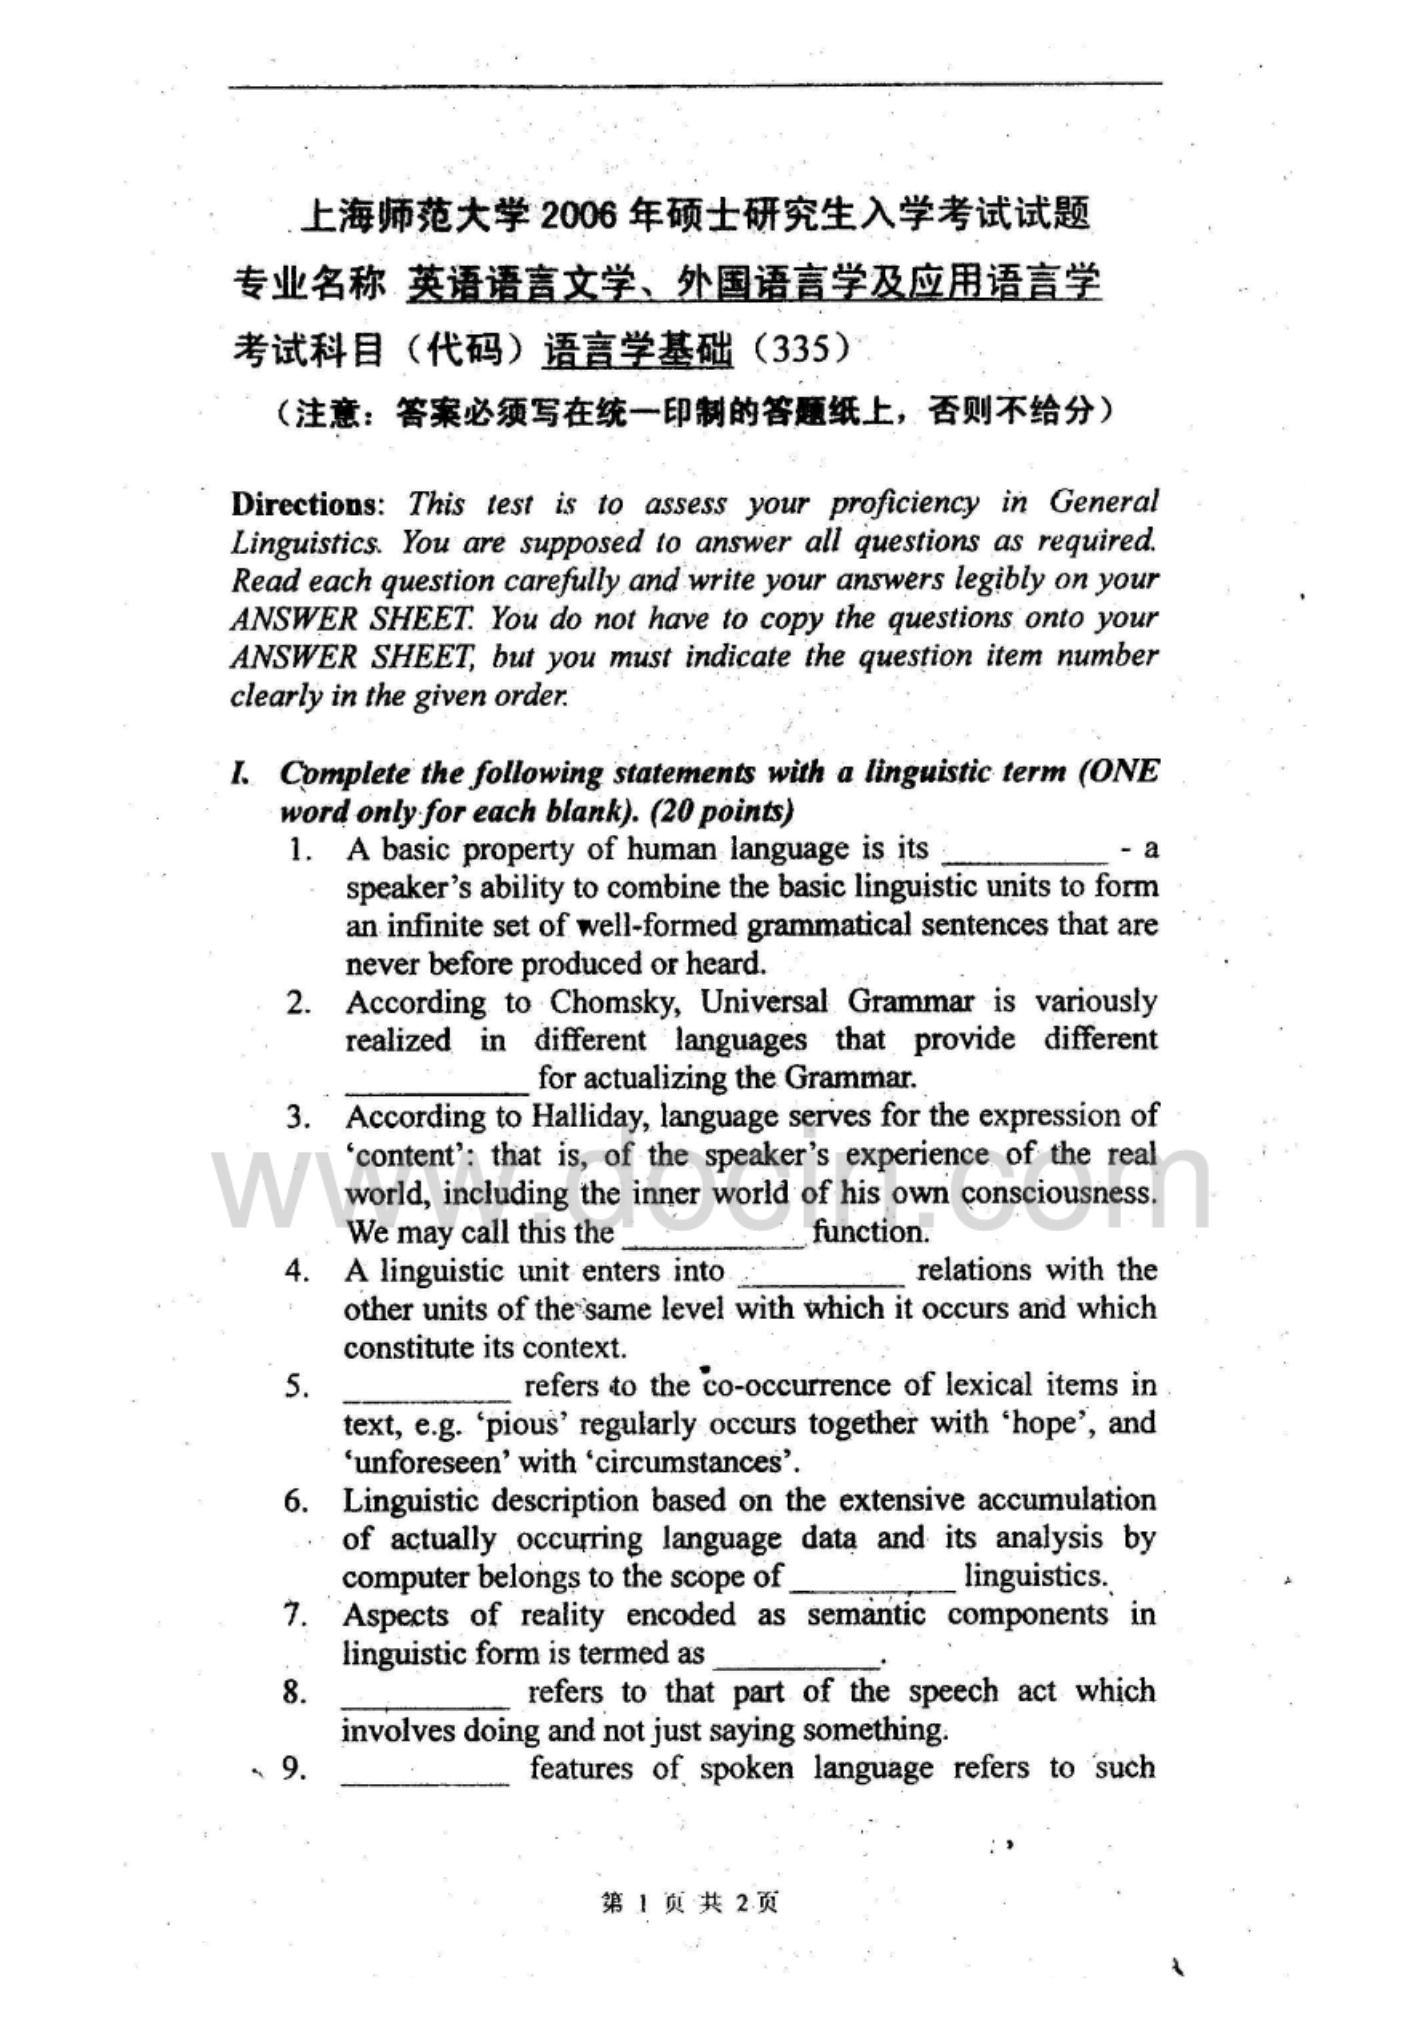 上海师范大学 2006 年硕士研究生入学考试试题
专业名称 英语语言文学、外国语言学及应用语言学
考试科目（代码）语言学基础（335）
（注意：答案必须写在统一印制的答题纸上，否则不给分）
Directions: This test is to assess your proficiency in General
Linguistics. You are supposed to answer all questions as required.
Read each question carefully and write your answers legibly on your
ANSWER SHEET. You do not have to copy the questions onto your
ANSWER SHEET, but you must indicate the question item number
clearly in the given order.
I. Complete the following statements with a linguistic term (ONE
word only for each blank). (20 points)
1. A basic property of human language is its __________ - a
speaker's ability to combine the basic linguistic units to form
an infinite set of well-formed grammatical sentences that are
never before produced or heard.
2. According to Chomsky, Universal Grammar is variously
realized in different languages that provide different
__________ for actualizing the Grammar.
3. According to Halliday, language serves for the expression of
'content': that is, of the speaker's experience of the real
world, including the inner world of his own consciousness.
We may call this the __________ function.
4. A linguistic unit enters into __________ relations with the
other units of the same level with which it occurs and which
constitute its context.
5. __________ refers to the co-occurrence of lexical items in
text, e.g. 'pious' regularly occurs together with 'hope', and
'unforeseen' with 'circumstances'.
6. Linguistic description based on the extensive accumulation
of actually occurring language data and its analysis by
computer belongs to the scope of __________ linguistics.
7. Aspects of reality encoded as semantic components in
linguistic form is termed as __________.
8. __________ refers to that part of the speech act which
involves doing and not just saying something.
9. __________ features of spoken language refers to such
第 1 页 共 2 页
www.docin.com